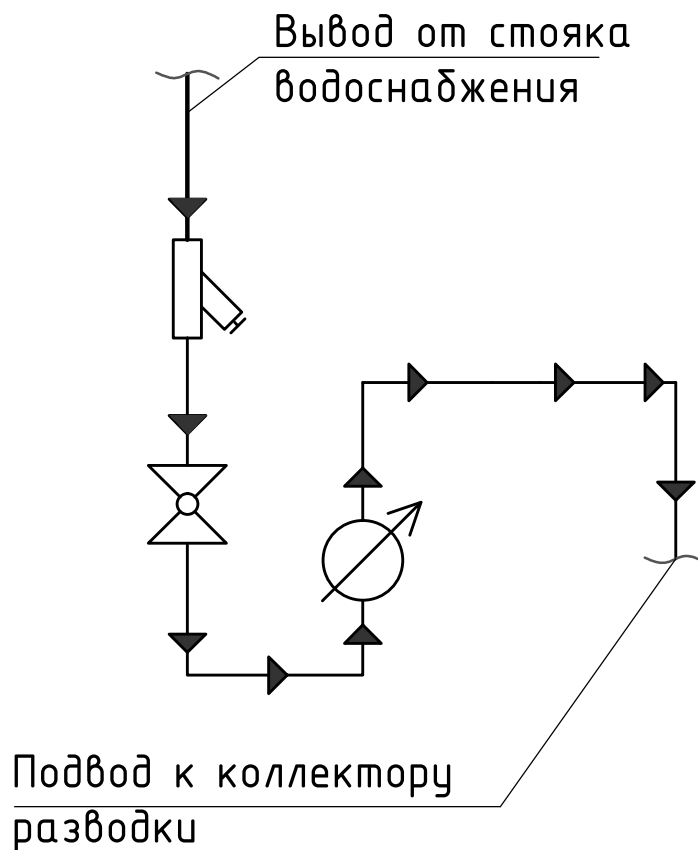 Вывод от стояка
водоснабжения
Подвод к коллектору
разводки